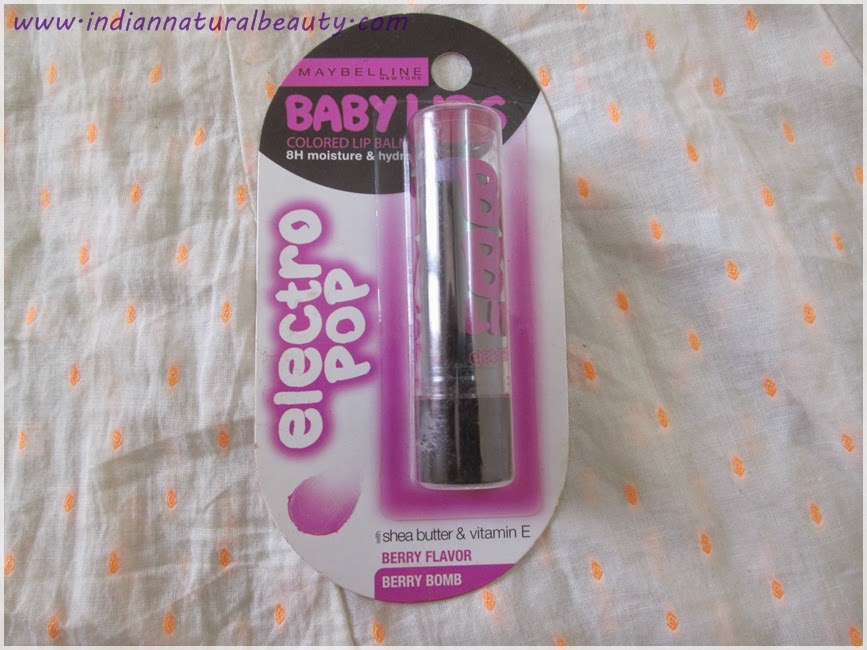 www.indiannaturalbeauty.com
MAYBELLINE
NEW YORK
BABY LIPS
COLORED LIP BALM
8H moisture &
electro
pop
with shea butter & vitamin E
BERRY FLAVOR
BERRY BOMB